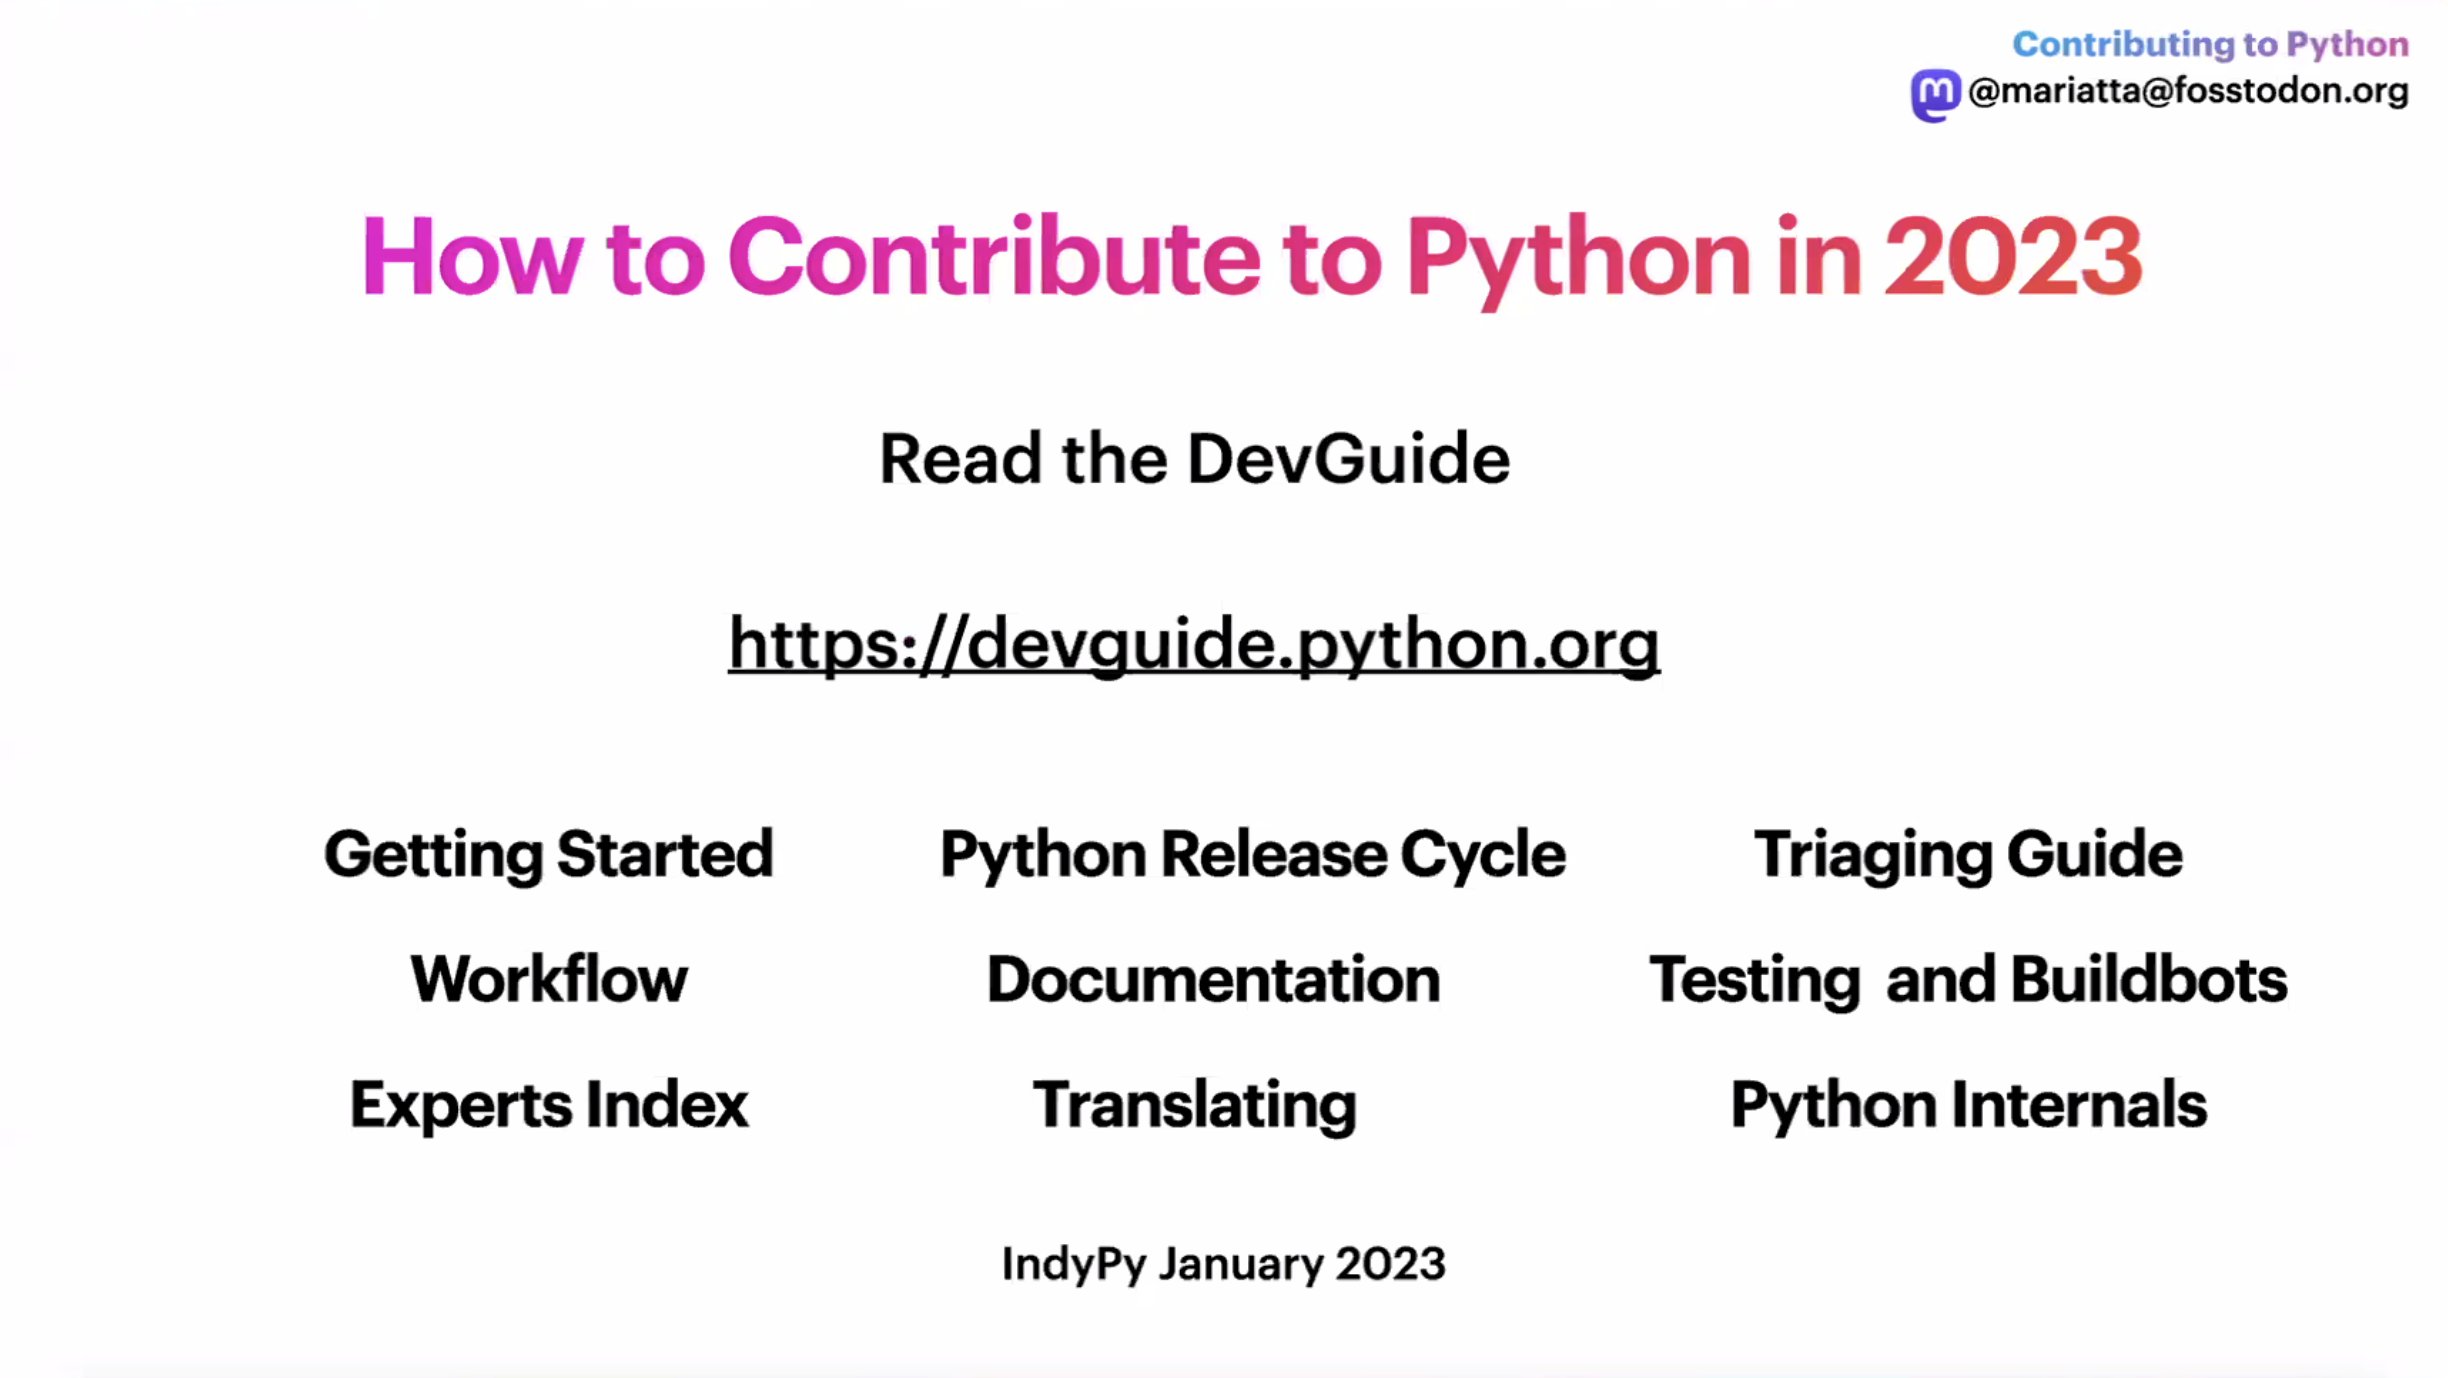 Contributing to Python
@mariatta@fosstodon.org
How to Contribute to Python in 2023
Read the DevGuide
https://devguide.python.org
Getting Started
Python Release Cycle
Triaging Guide
Workflow
Documentation
Testing and Buildbots
Experts Index
Translating
Python Internals
IndyPy January 2023